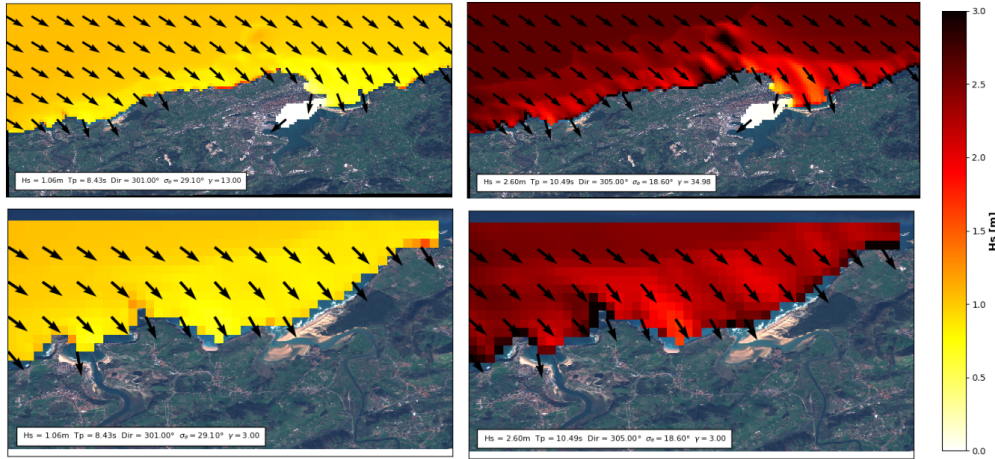 Hs = 1.06m Tp = 8.43s Dir = 301.00° σθ = 29.10° γ = 13.00
Hs = 2.60m Tp = 10.49s Dir = 305.00° σθ = 18.60° γ = 34.98
Hs = 1.06m Tp = 8.43s Dir = 301.00° σθ = 29.10° γ = 3.00
Hs = 2.60m Tp = 10.49s Dir = 305.00° σθ = 18.60° γ = 3.00
3.0
2.5
2.0
Hs [m]
1.5
1.0
0.5
0.0